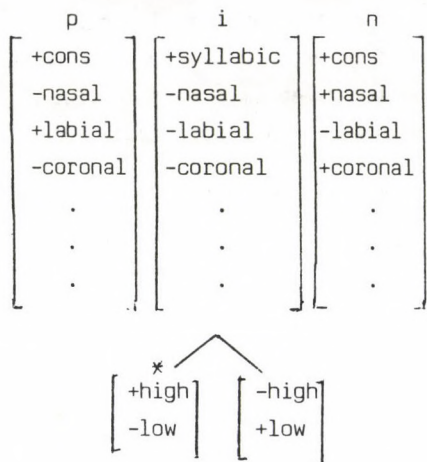 p i n
+cons +syllabic +cons
-nasal -nasal +nasal
+labial -labial -labial
-coronal -coronal +coronal
. . .
. . .
. . .
*
+high -high
-low +low